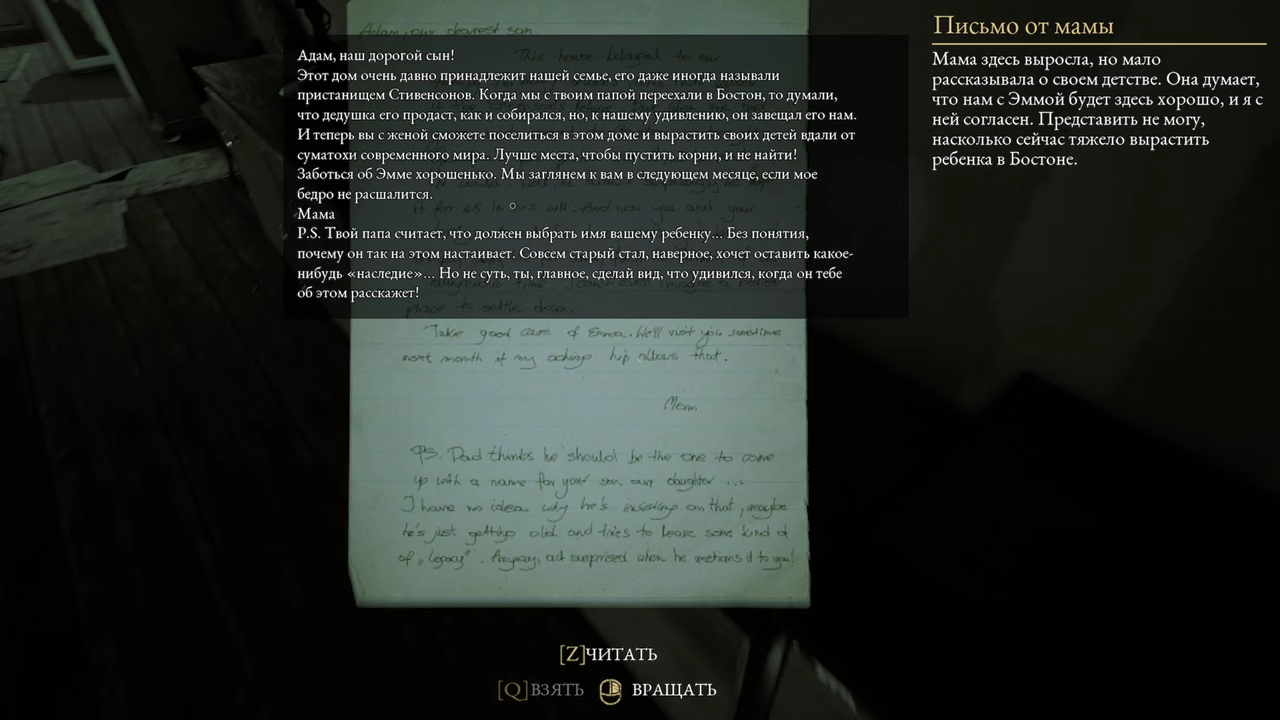 Адам, наш дорогой сын!
Этот дом очень давно принадлежит нашей семье, его даже иногда называли
пристанищем Стивенсонов. Когда мы с твоим папой переехали в Бостон, то думали,
что дедушка его продаст, как и собирался, но, к нашему удивлению, он завещал его нам.
И теперь вы с женой сможете поселиться в этом доме и вырастить своих детей вдали от
суматохи современного мира. Лучше места, чтобы пустить корни, и не найти!
Заботься об Эмме хорошенько. Мы заглянем к вам в следующем месяце, если мое
бедро не расшалится.
Мама
P.S. Твой папа считает, что должен выбрать имя вашему ребенку... Без понятия,
почему он так на этом настаивает. Совсем старый стал, наверное, хочет оставить какое-
нибудь «наследие»... Но не суть, ты, главное, сделай вид, что удивился, когда он тебе
об этом расскажет!
Adam, our dearest son.
This house belonged to our
place to settle down.
Take good care of Emma. We'll visit you sometime
next month if my aching hip allows that.
Mom
PS. Dad thinks he should be the one to come
up with a name for your son our daughter ...
I have no idea why he's insisting on that, maybe
he's just getting old and tries to leave some kind of
of „legacy". Anyway, act surprised when he mentions it to you!
Письмо от мамы
Мама здесь выросла, но мало
рассказывала о своем детстве. Она думает,
что нам с Эммой будет здесь хорошо, и я с
ней согласен. Представить не могу,
насколько сейчас тяжело вырастить
ребенка в Бостоне.
[Z]ЧИТАТЬ
[Q]ВЗЯТЬ ВРАЩАТЬ